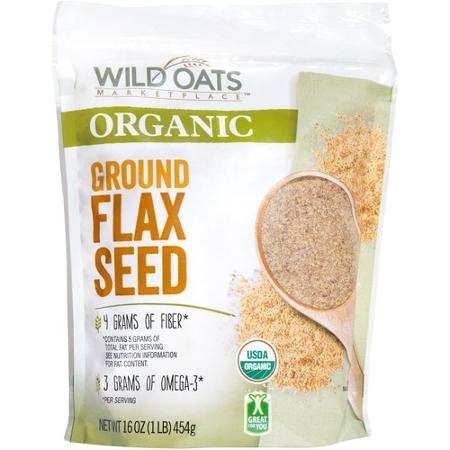 WILD OATS
MARKETPLACE™
ORGANIC
GROUND
FLAX
SEED
4 GRAMS OF FIBER*
*CONTAINS 5 GRAMS OF
TOTAL FAT PER SERVING.
SEE NUTRITION INFORMATION
FOR FAT CONTENT.
3 GRAMS OF OMEGA-3*
*PER SERVING
USDA
ORGANIC
GREAT
FOR YOU
NET WT 16 OZ (1 LB) 454g